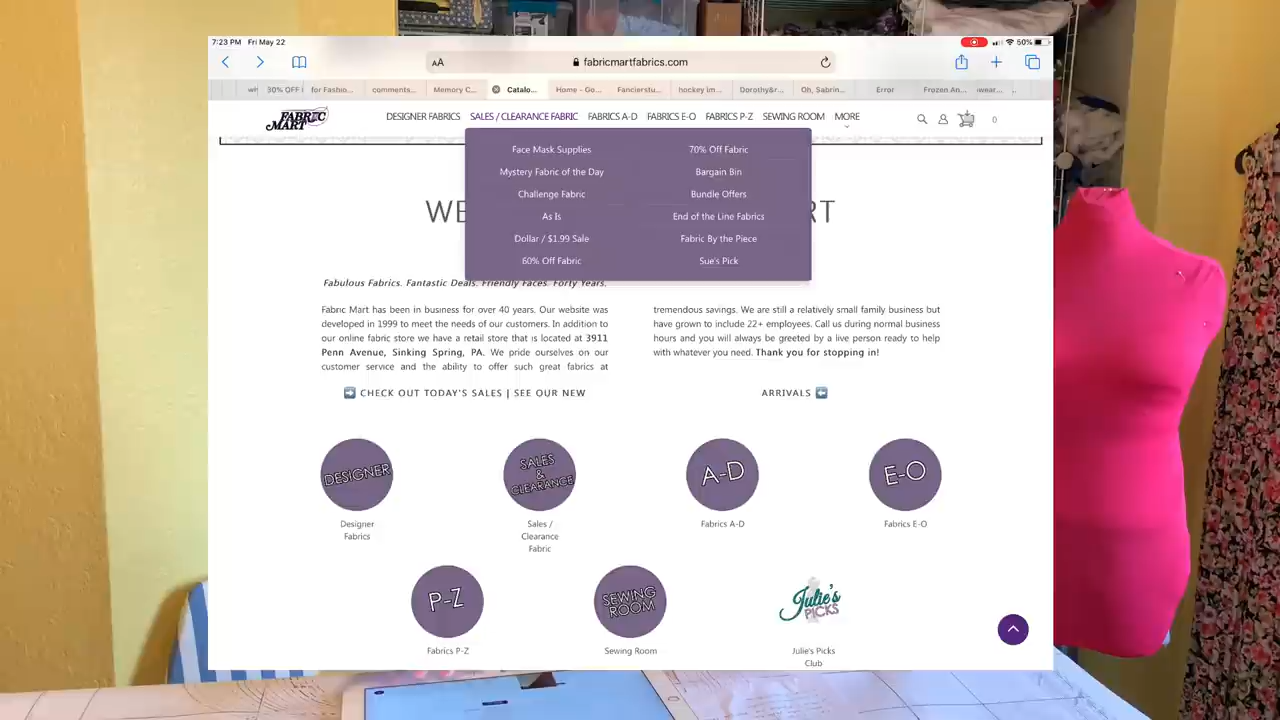 7:23 PM Fri May 22
50%
AA
fabricmartfabrics.com
30% OFF
for Fashio...
comments...
Memory C...
Catalo...
Home - Go...
Fancierstu...
hockey im...
Dorothy&r...
Oh, Sabrin...
Error
Frozen An...
FABRIC MART
DESIGNER FABRICS
SALES / CLEARANCE FABRIC
FABRICS A-D
FABRICS E-O
FABRICS P-Z
SEWING ROOM
MORE
0
Face Mask Supplies
70% Off Fabric
Mystery Fabric of the Day
Bargain Bin
Challenge Fabric
Bundle Offers
As Is
End of the Line Fabrics
Dollar / $1.99 Sale
Fabric By the Piece
60% Off Fabric
Sue's Pick
WE
RT
Fabulous Fabrics. Fantastic Deals. Friendly Faces. Forty Years.
Fabric Mart has been in business for over 40 years. Our website was
developed in 1999 to meet the needs of our customers. In addition to
our online fabric store we have a retail store that is located at 3911
Penn Avenue, Sinking Spring, PA. We pride ourselves on our
customer service and the ability to offer such great fabrics at
tremendous savings. We are still a relatively small family business but
have grown to include 22+ employees. Call us during normal business
hours and you will always be greeted by a live person ready to help
with whatever you need. Thank you for stopping in!
CHECK OUT TODAY'S SALES | SEE OUR NEW
ARRIVALS
DESIGNER
SALES
&
CLEARANCE
A-D
E-O
Designer
Fabrics
Sales /
Clearance
Fabric
Fabrics A-D
Fabrics E-O
P-Z
SEWING
ROOM
Julie's
PICKS
Fabrics P-Z
Sewing Room
Julie's Picks
Club